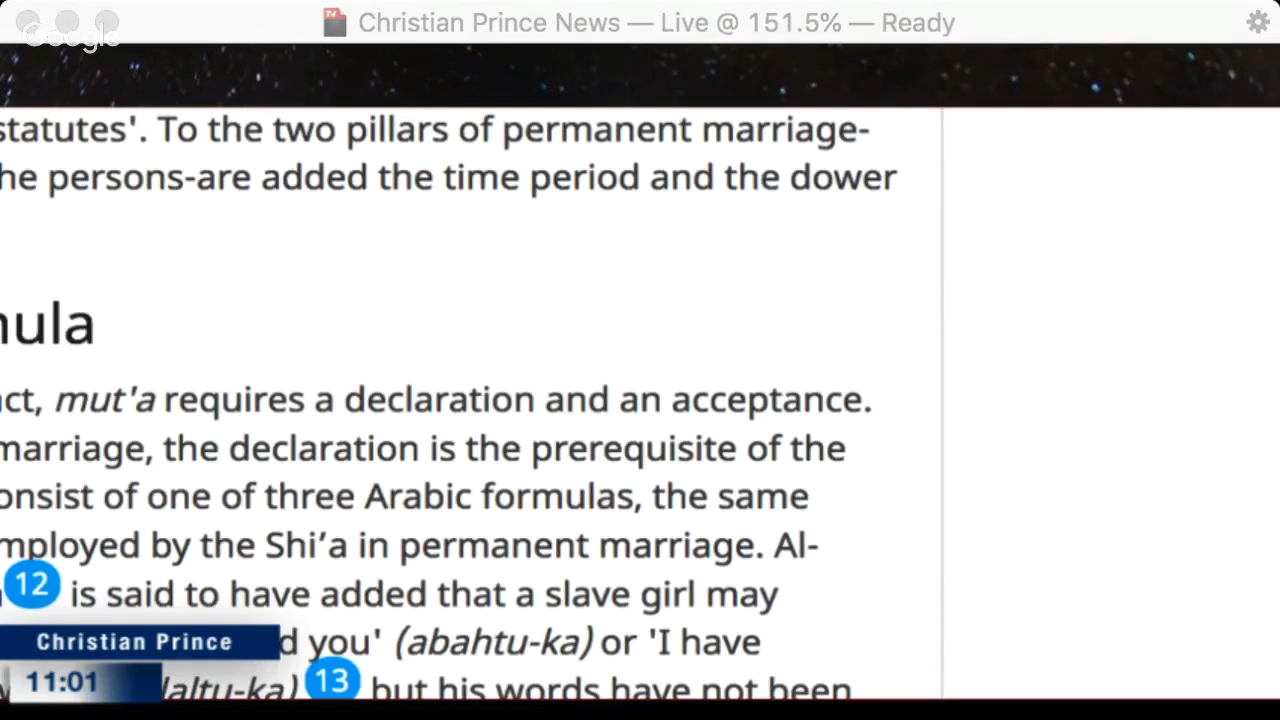 Christian Prince News — Live @ 151.5% — Ready
Google
statutes'. To the two pillars of permanent marriage-
he persons-are added the time period and the dower
ula
ct, mut'a requires a declaration and an acceptance.
marriage, the declaration is the prerequisite of the
onsist of one of three Arabic formulas, the same
mployed by the Shi’a in permanent marriage. Al-
12 is said to have added that a slave girl may
d you' (abahtu-ka) or 'I have
laltu-ka) 13 but his words have not been
Christian Prince
11:01